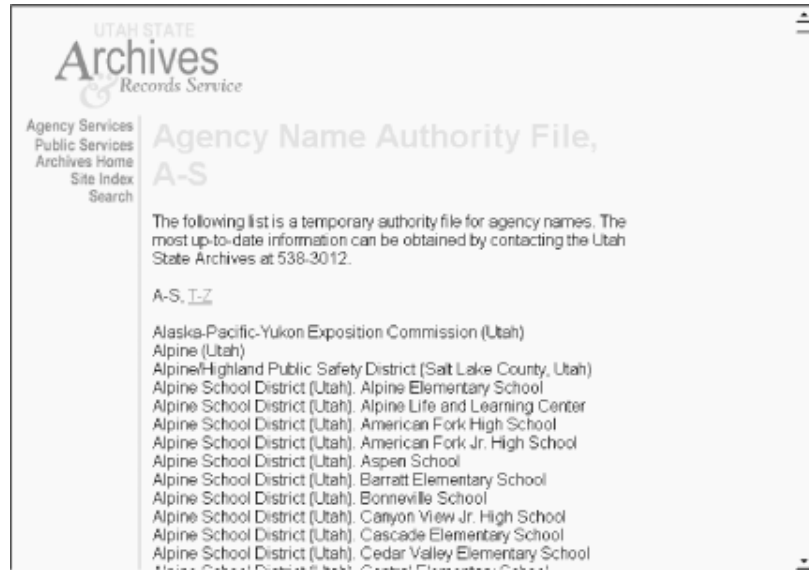 UTAH STATE
Archives
& Records Service
Agency Services
Public Services
Archives Home
Site Index
Search
Agency Name Authority File,
A-S
The following list is a temporary authority file for agency names. The
most up-to-date information can be obtained by contacting the Utah
State Archives at 538-3012.
A-S, T-Z
Alaska-Pacific-Yukon Exposition Commission (Utah)
Alpine (Utah)
Alpine/Highland Public Safety District (Salt Lake County, Utah)
Alpine School District (Utah). Alpine Elementary School
Alpine School District (Utah). Alpine Life and Learning Center
Alpine School District (Utah). American Fork High School
Alpine School District (Utah). American Fork Jr. High School
Alpine School District (Utah). Aspen School
Alpine School District (Utah). Barratt Elementary School
Alpine School District (Utah). Bonneville School
Alpine School District (Utah). Canyon View Jr. High School
Alpine School District (Utah). Cascade Elementary School
Alpine School District (Utah). Cedar Valley Elementary School
Alpine School District (Utah). Central Elementary School